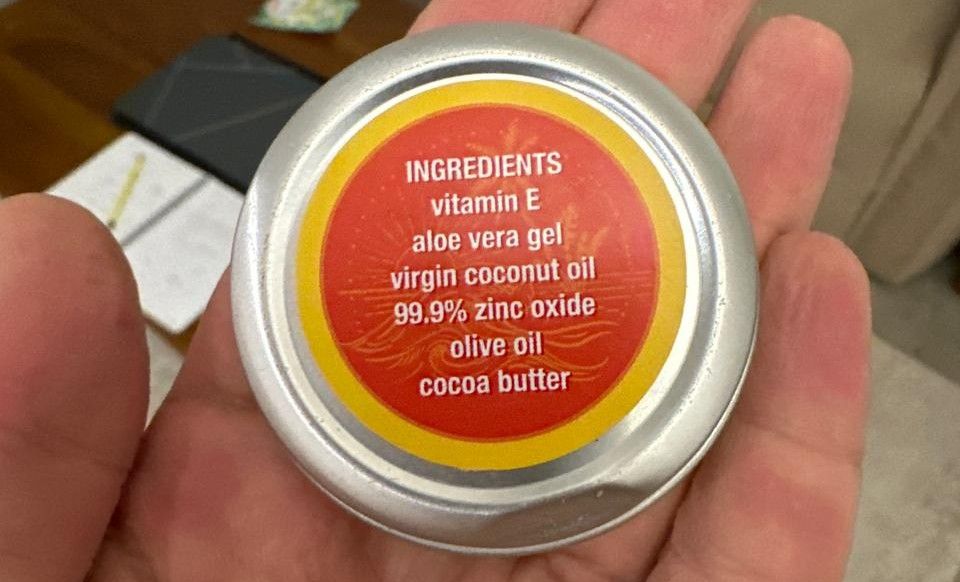 INGREDIENTS
vitamin E
aloe vera gel
virgin coconut oil
99.9% zinc oxide
olive oil
cocoa butter